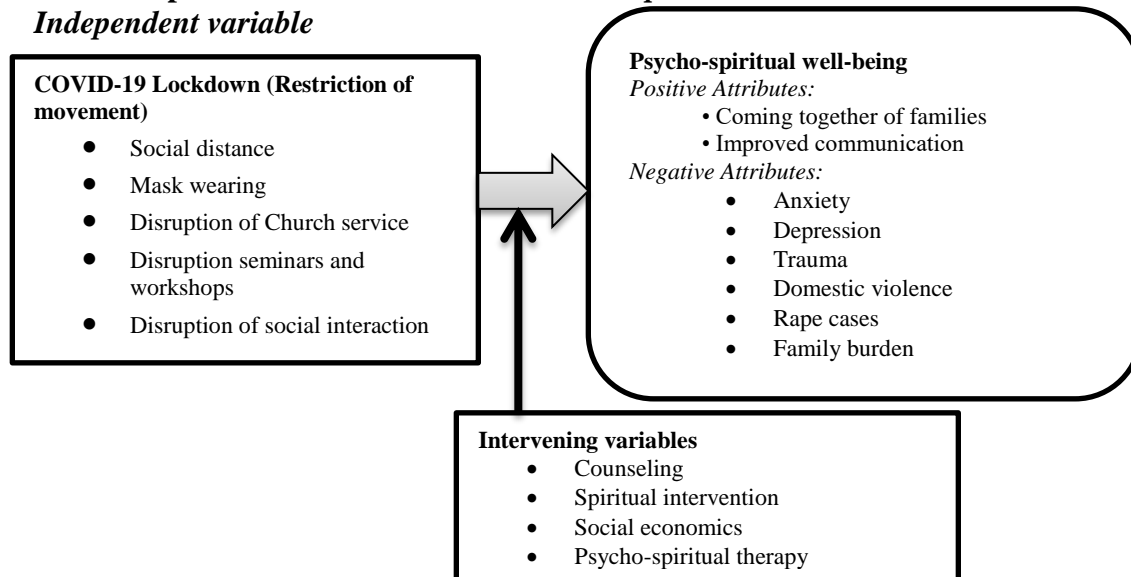 Independent variable
COVID-19 Lockdown (Restriction of
movement)
● Social distance
● Mask wearing
● Disruption of Church service
● Disruption seminars and
workshops
● Disruption of social interaction
Psycho-spiritual well-being
Positive Attributes:
• Coming together of families
• Improved communication
Negative Attributes:
• Anxiety
• Depression
• Trauma
• Domestic violence
• Rape cases
• Family burden
Intervening variables
• Counseling
• Spiritual intervention
• Social economics
• Psycho-spiritual therapy